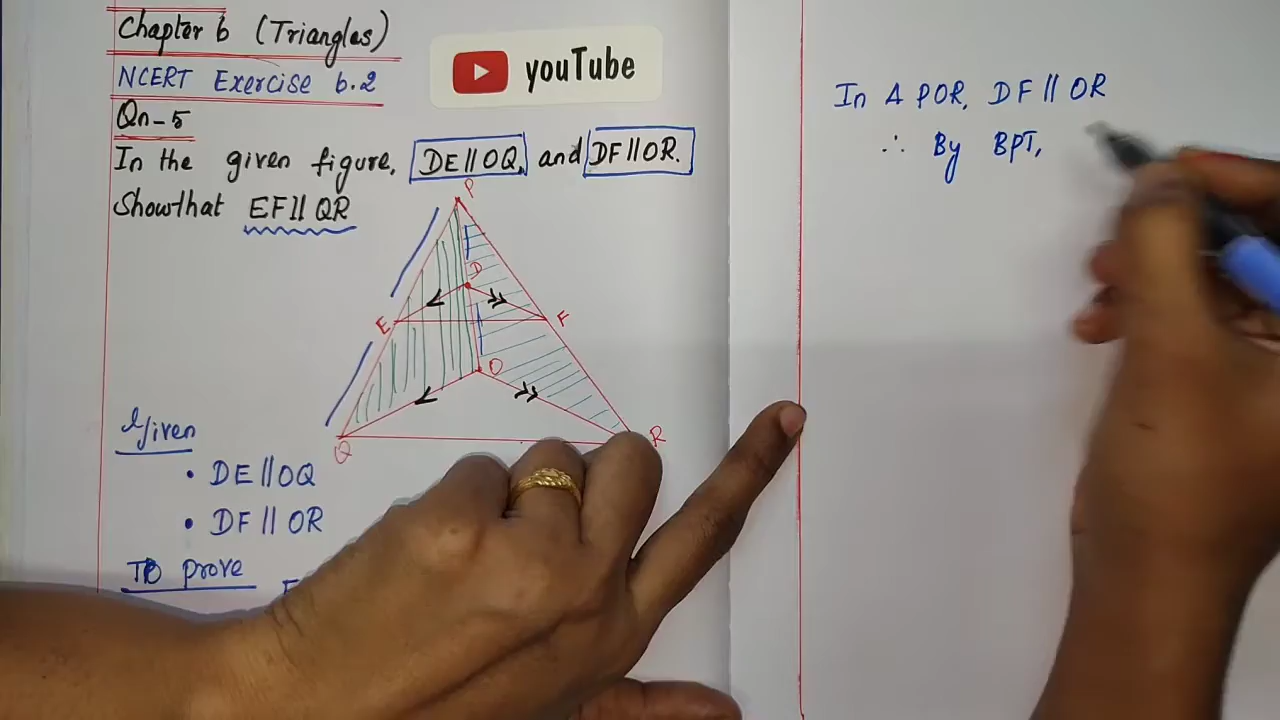 Chapter 6 (Triangles)
NCERT Exercise 6.2
Qn-5
In the given figure, DE||OQ, and DF||OR.
Show that EF||QR
YouTube
P
D
E
F
O
Q
R
Given
• DE||OQ
• DF||OR
To prove
In Δ POR, DF||OR
∴ By BPT,